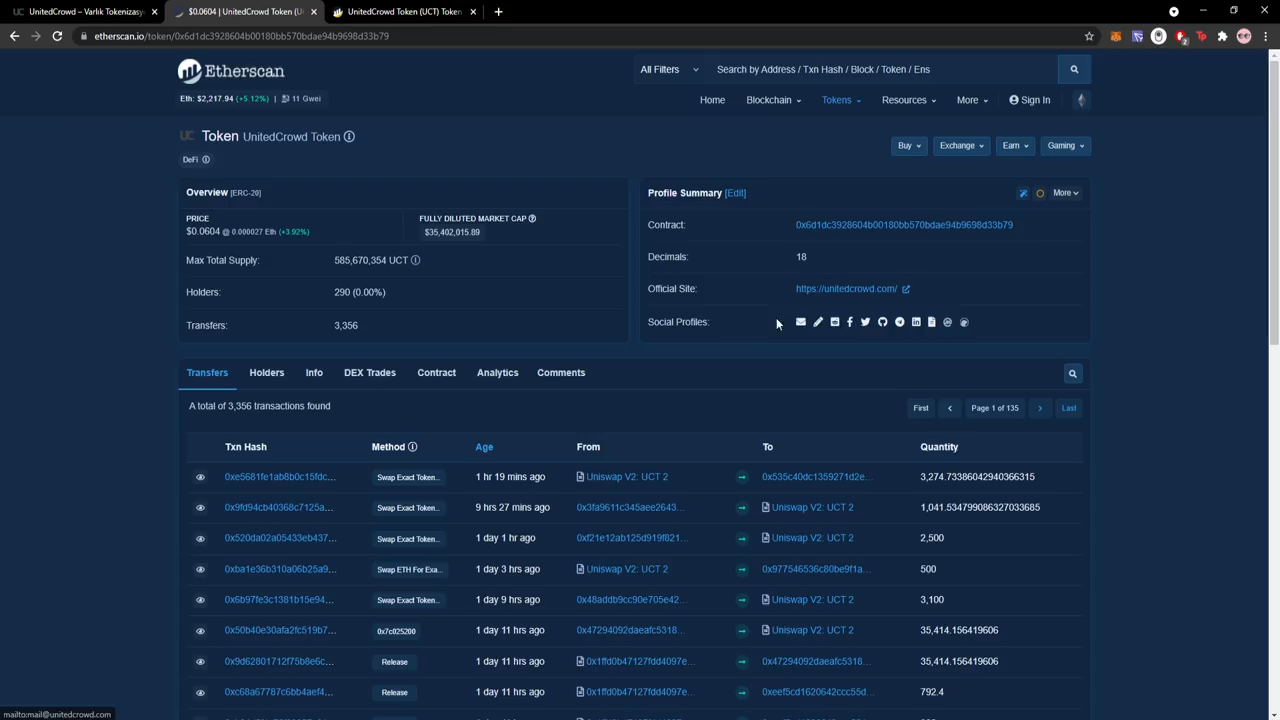 UnitedCrowd – Varlık Tokenizasy
$0.0604 | UnitedCrowd Token (U
UnitedCrowd Token (UCT) Token
etherscan.io/token/0x6d1dc3928604b00180bb570bdae94b9698d33b79
Etherscan
All Filters
Search by Address / Txn Hash / Block / Token / Ens
Eth: $2,217.94 (+5.12%) | 11 Gwei
Home Blockchain Tokens Resources More Sign In
UC Token UnitedCrowd Token
Buy Exchange Earn Gaming
DeFi
Overview [ERC-20]
PRICE
$0.0604 @ 0.000027 Eth (+3.92%)
FULLY DILUTED MARKET CAP
$35,402,015.89
Max Total Supply: 585,670,354 UCT
Holders: 290 (0.00%)
Transfers: 3,356
Profile Summary [Edit]
More
Contract: 0x6d1dc3928604b00180bb570bdae94b9698d33b79
Decimals: 18
Official Site: https://unitedcrowd.com/
Social Profiles:
Transfers Holders Info DEX Trades Contract Analytics Comments
A total of 3,356 transactions found
First Page 1 of 135 Last
Txn Hash Method Age From To Quantity
0xe5681fe1ab8b0c15fdc... Swap Exact Token... 1 hr 19 mins ago Uniswap V2: UCT 2 0x535c40dc1359271d2e... 3,274.73386042940366315
0x9fd94cb40368c7125a... Swap Exact Token... 9 hrs 27 mins ago 0x3fa9611c345aee2643... Uniswap V2: UCT 2 1,041.534799086327033685
0x520da02a05433eb437... Swap Exact Token... 1 day 1 hr ago 0xf21e12ab125d919f821... Uniswap V2: UCT 2 2,500
0xba1e36b310a06b25a9... Swap ETH For Exa... 1 day 3 hrs ago Uniswap V2: UCT 2 0x977546536c80be9f1a... 500
0x6b97fe3c1381b15e94... Swap Exact Token... 1 day 9 hrs ago 0x48addb9cc90e705e42... Uniswap V2: UCT 2 3,100
0x50b40e30afa2fc519b7... 0x7c025200 1 day 11 hrs ago 0x47294092daeafc5318... Uniswap V2: UCT 2 35,414.156419606
0x9d62801712f75b8e6c... Release 1 day 11 hrs ago 0x1ffd0b47127fdd4097e... 0x47294092daeafc5318... 35,414.156419606
0xc68a67787c6bb4aef4... Release 1 day 11 hrs ago 0x1ffd0b47127fdd4097e... 0xeef5cd1620642ccc55d... 792.4
mailto:mail@unitedcrowd.com